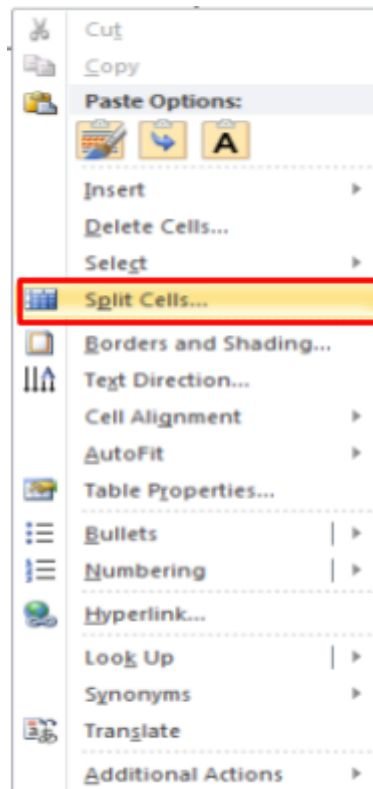 Cut
Copy
Paste Options:
A
Insert
Delete Cells...
Select
Split Cells...
Borders and Shading...
Text Direction...
Cell Alignment
AutoFit
Table Properties...
Bullets
Numbering
Hyperlink...
Look Up
Synonyms
Translate
Additional Actions